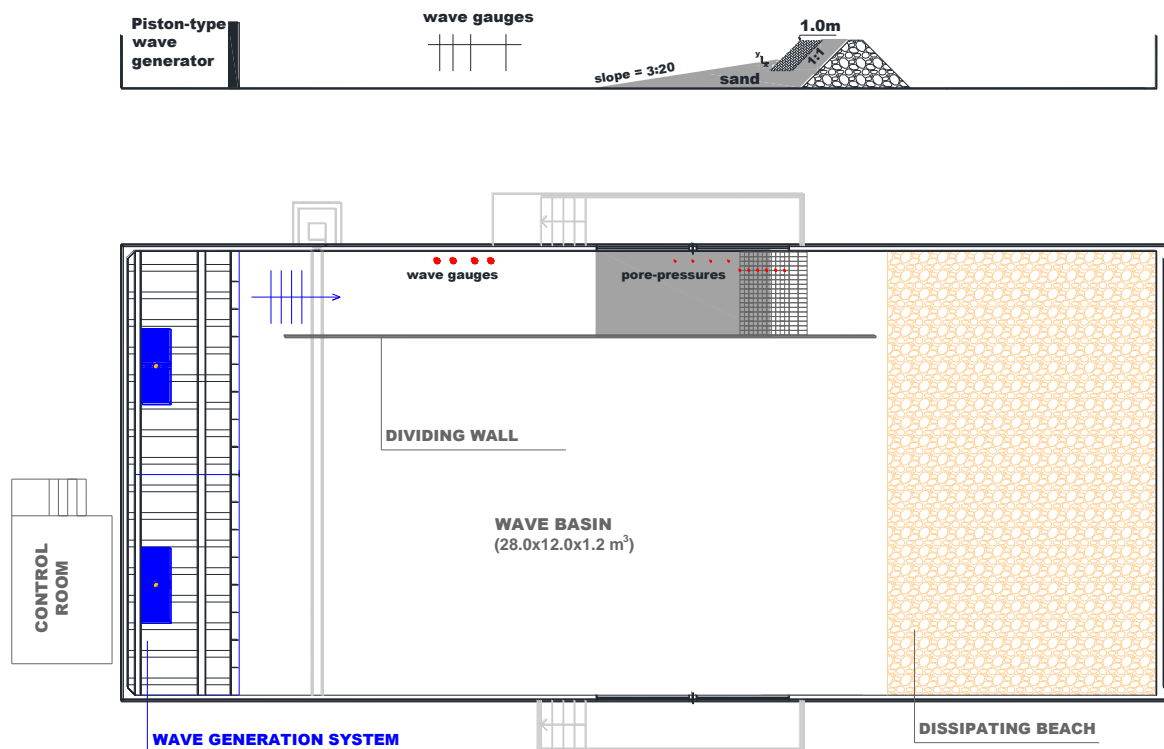 Piston-type
wave
generator
wave gauges
1.0m
y
x
1:1
slope = 3:20
sand
wave gauges
pore-pressures
DIVIDING WALL
WAVE BASIN
(28.0x12.0x1.2 m³)
CONTROL
ROOM
WAVE GENERATION SYSTEM
DISSIPATING BEACH